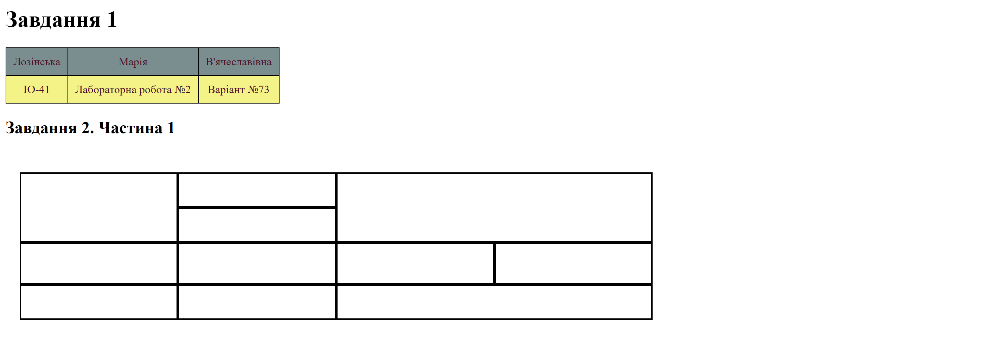 Завдання 1
Лозінська Марія В'ячеславівна
ІО-41 Лабораторна робота №2 Варіант №73
Завдання 2. Частина 1